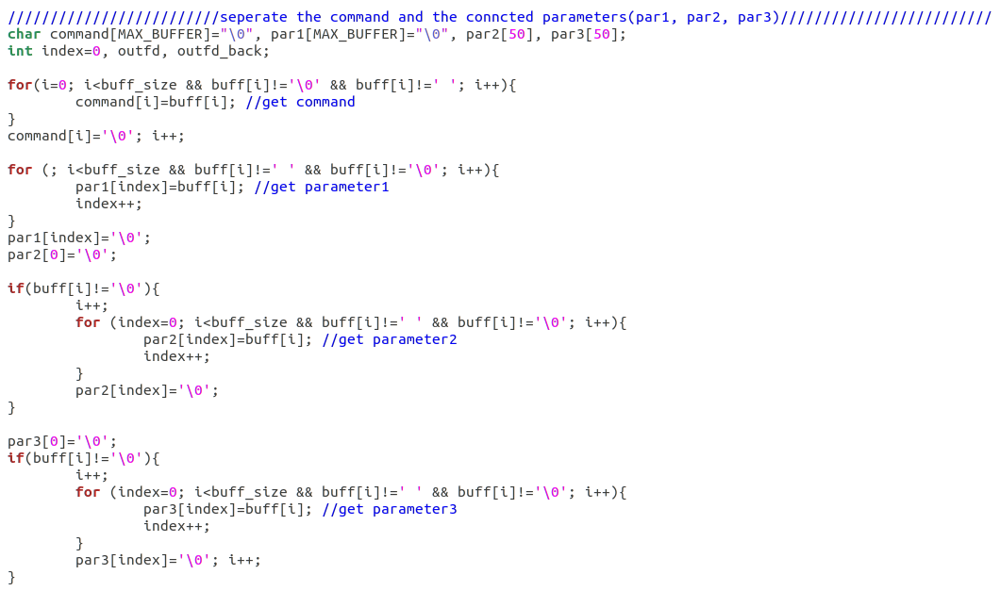 /////////////////////////seperate the command and the conncted parameters(par1, par2, par3)/////////////////////////
char command[MAX_BUFFER]="\0", par1[MAX_BUFFER]="\0", par2[50], par3[50];
int index=0, outfd, outfd_back;

for(i=0; i<buff_size && buff[i]!='\0' && buff[i]!=' '; i++){
        command[i]=buff[i]; //get command
}
command[i]='\0'; i++;

for (; i<buff_size && buff[i]!=' ' && buff[i]!='\0'; i++){
        par1[index]=buff[i]; //get parameter1
        index++;
}
par1[index]='\0';
par2[0]='\0';

if(buff[i]!='\0'){
        i++;
        for (index=0; i<buff_size && buff[i]!=' ' && buff[i]!='\0'; i++){
                par2[index]=buff[i]; //get parameter2
                index++;
        }
        par2[index]='\0';
}

par3[0]='\0';
if(buff[i]!='\0'){
        i++;
        for (index=0; i<buff_size && buff[i]!=' ' && buff[i]!='\0'; i++){
                par3[index]=buff[i]; //get parameter3
                index++;
        }
        par3[index]='\0'; i++;
}